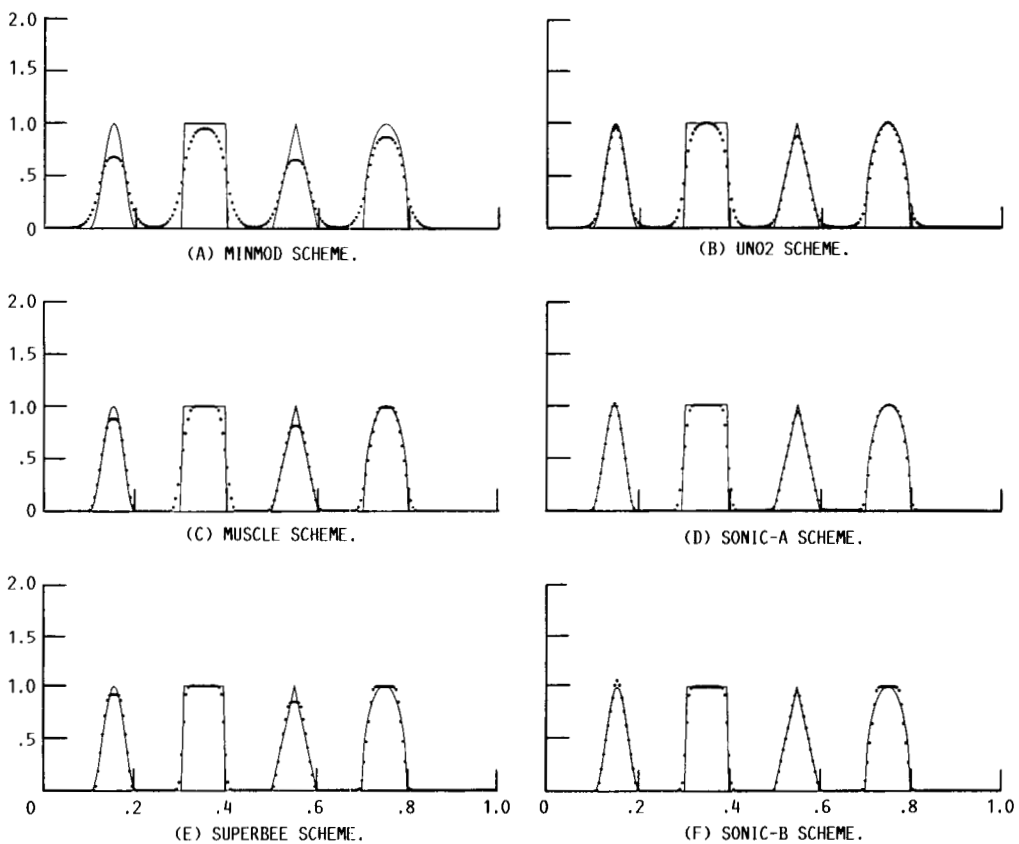 2.0
1.5
1.0
.5
0
(A) MINMOD SCHEME.
(B) UNO2 SCHEME.
2.0
1.5
1.0
.5
0
(C) MUSCLE SCHEME.
(D) SONIC-A SCHEME.
2.0
1.5
1.0
.5
0 .2 .4 .6 .8 1.0
(E) SUPERBEE SCHEME.
0 .2 .4 .6 .8 1.0
(F) SONIC-B SCHEME.